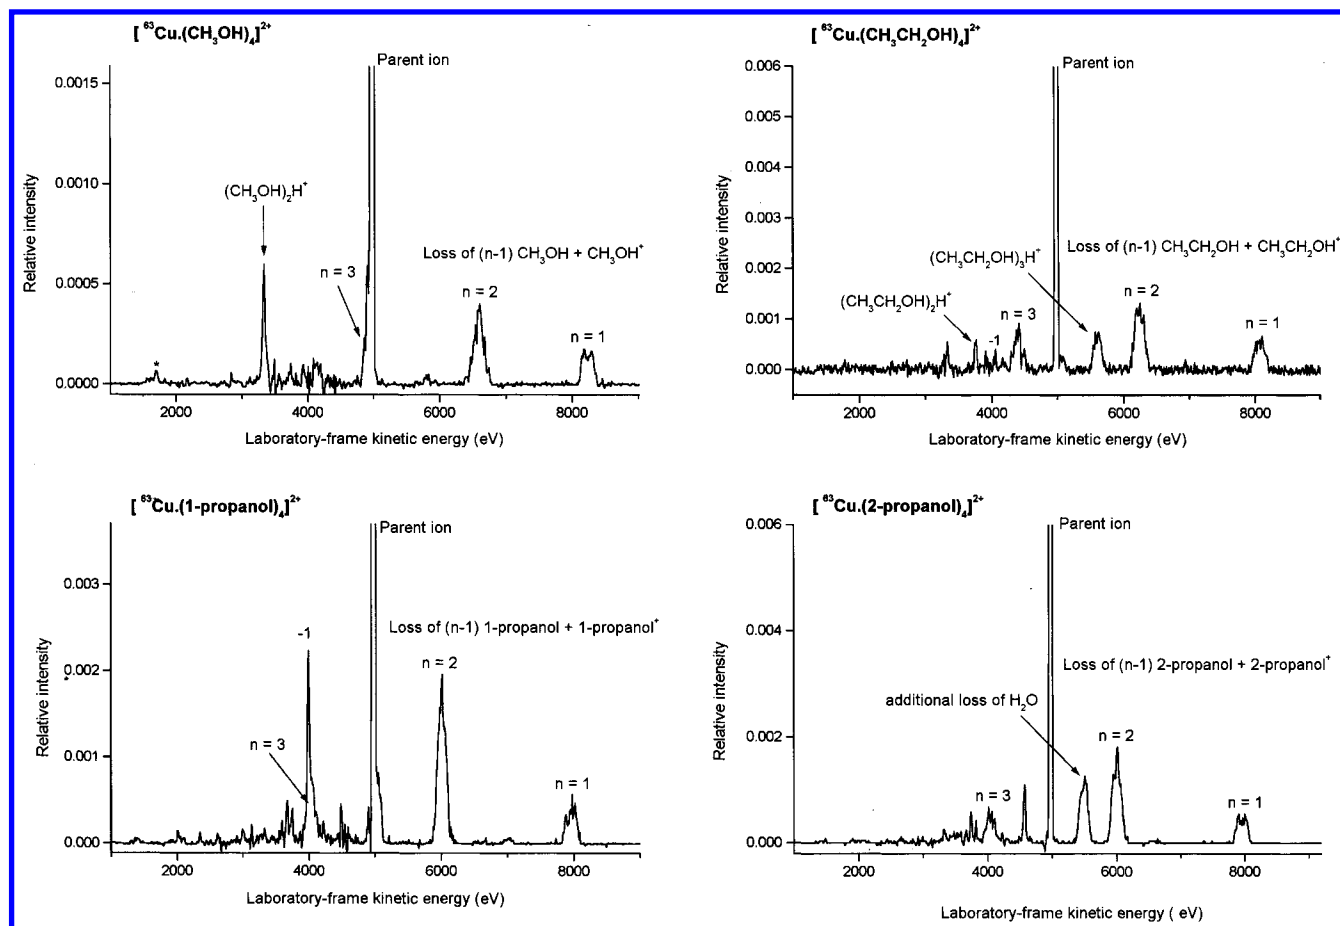 [ ⁶³Cu.(CH₃OH)₄]²⁺
Parent ion
0.0015
0.0010
0.0005
0.0000
Relative intensity
(CH₃OH)₂H⁺
n = 3
Loss of (n-1) CH₃OH + CH₃OH⁺
n = 2
n = 1
*
2000
4000
6000
8000
Laboratory-frame kinetic energy (eV)
[ ⁶³Cu.(CH₃CH₂OH)₄]²⁺
Parent ion
0.006
0.005
0.004
0.003
0.002
0.001
0.000
Relative intensity
Loss of (n-1) CH₃CH₂OH + CH₃CH₂OH⁺
(CH₃CH₂OH)₃H⁺
(CH₃CH₂OH)₂H⁺
n = 3
-1
n = 2
n = 1
2000
4000
6000
8000
Laboratory-frame kinetic energy (eV)
[ ⁶³Cu.(1-propanol)₄]²⁺
Parent ion
0.003
0.002
0.001
0.000
Relative intensity
-1
Loss of (n-1) 1-propanol + 1-propanol⁺
n = 2
n = 3
n = 1
2000
4000
6000
8000
Laboratory-frame kinetic energy (eV)
[ ⁶³Cu.(2-propanol)₄]²⁺
Parent ion
0.006
0.004
0.002
0.000
Relative intensity
Loss of (n-1) 2-propanol + 2-propanol⁺
additional loss of H₂O
n = 2
n = 3
n = 1
2000
4000
6000
8000
Laboratory-frame kinetic energy ( eV)